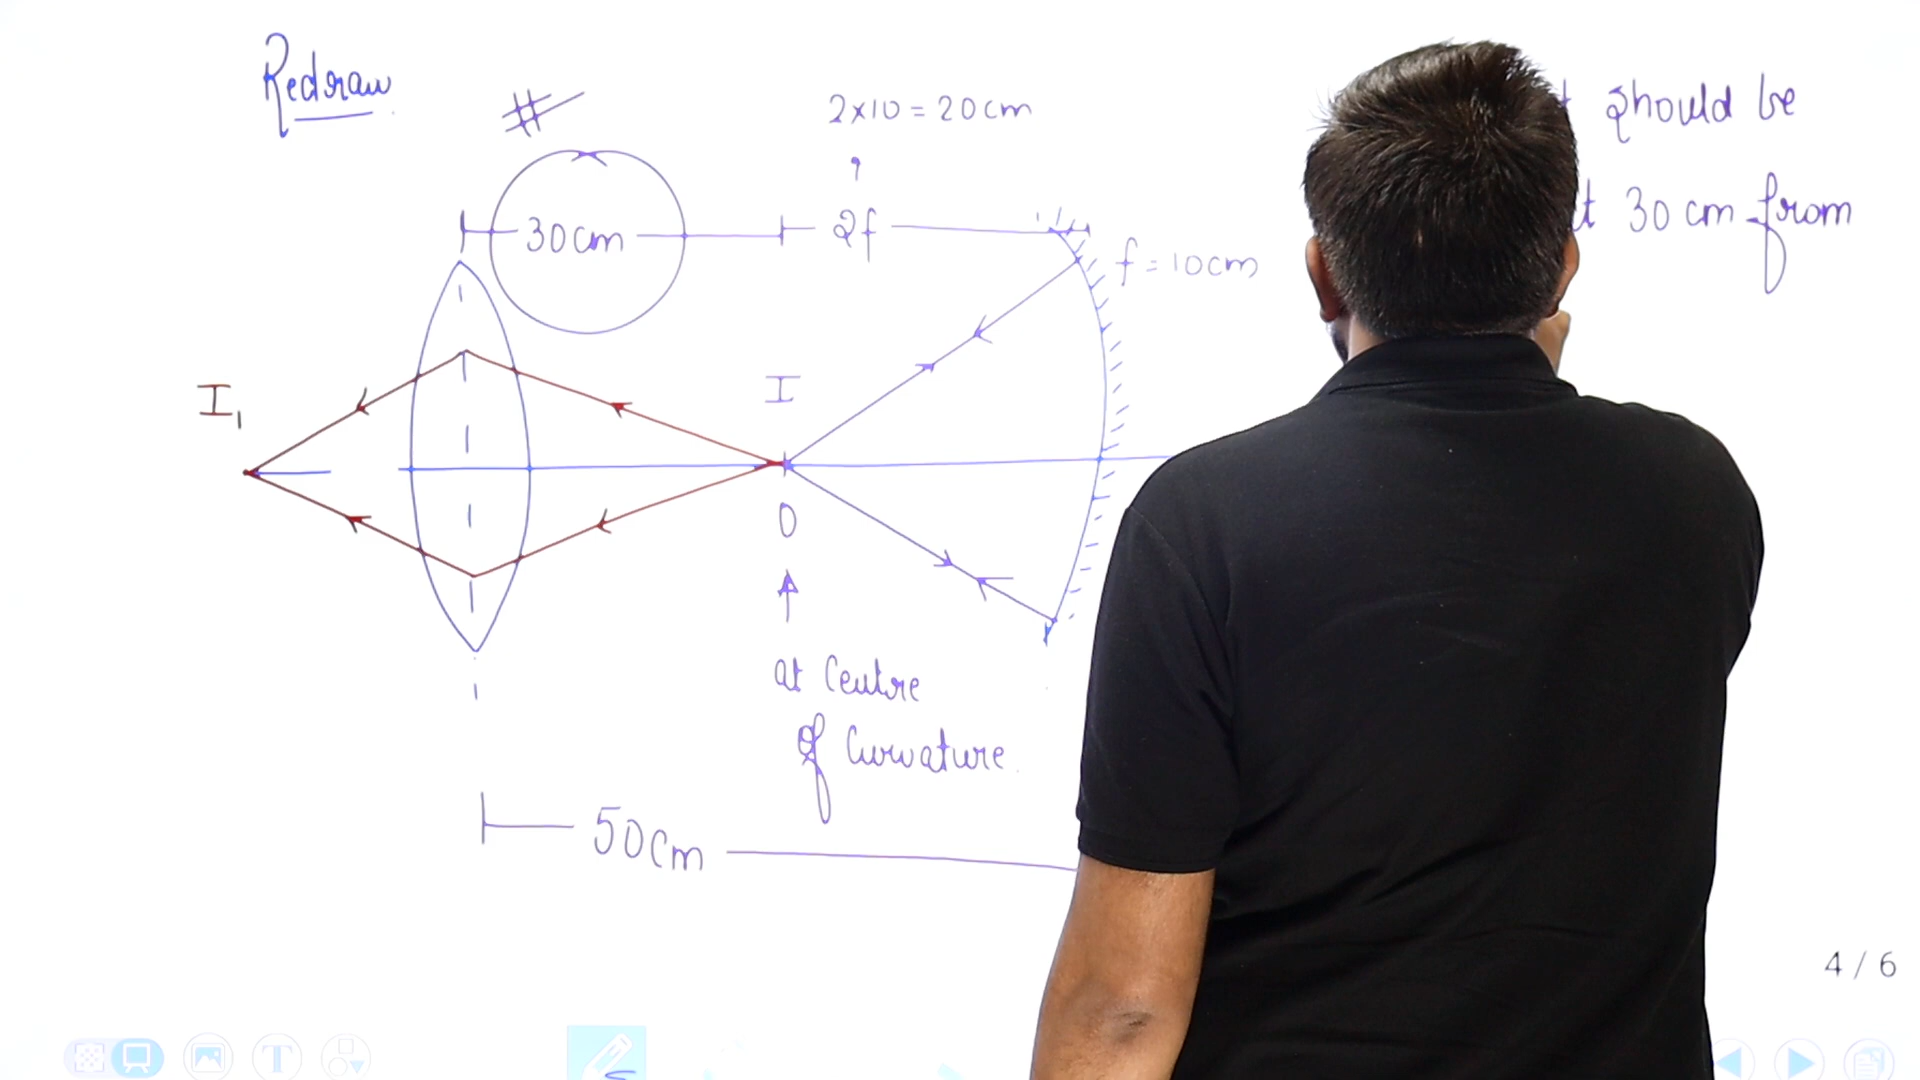 Redraw
#
2×10 = 20cm
should be
30cm
2f
30 cm from
f = 10cm
I
I₁
O
at Centre
of Curvature.
50cm
4 / 6
T